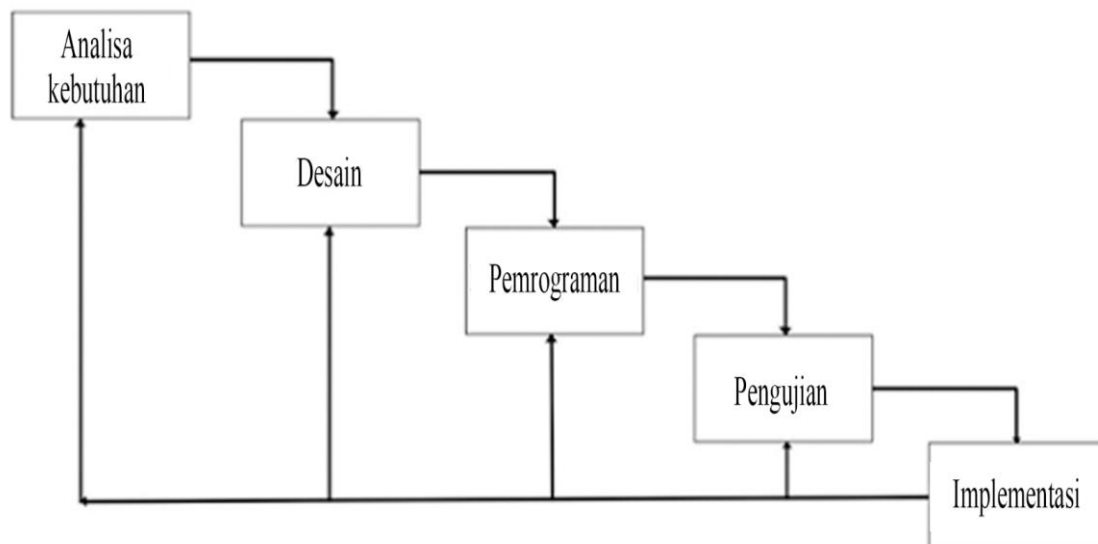 Analisa
kebutuhan
Desain
Pemrograman
Pengujian
Implementasi